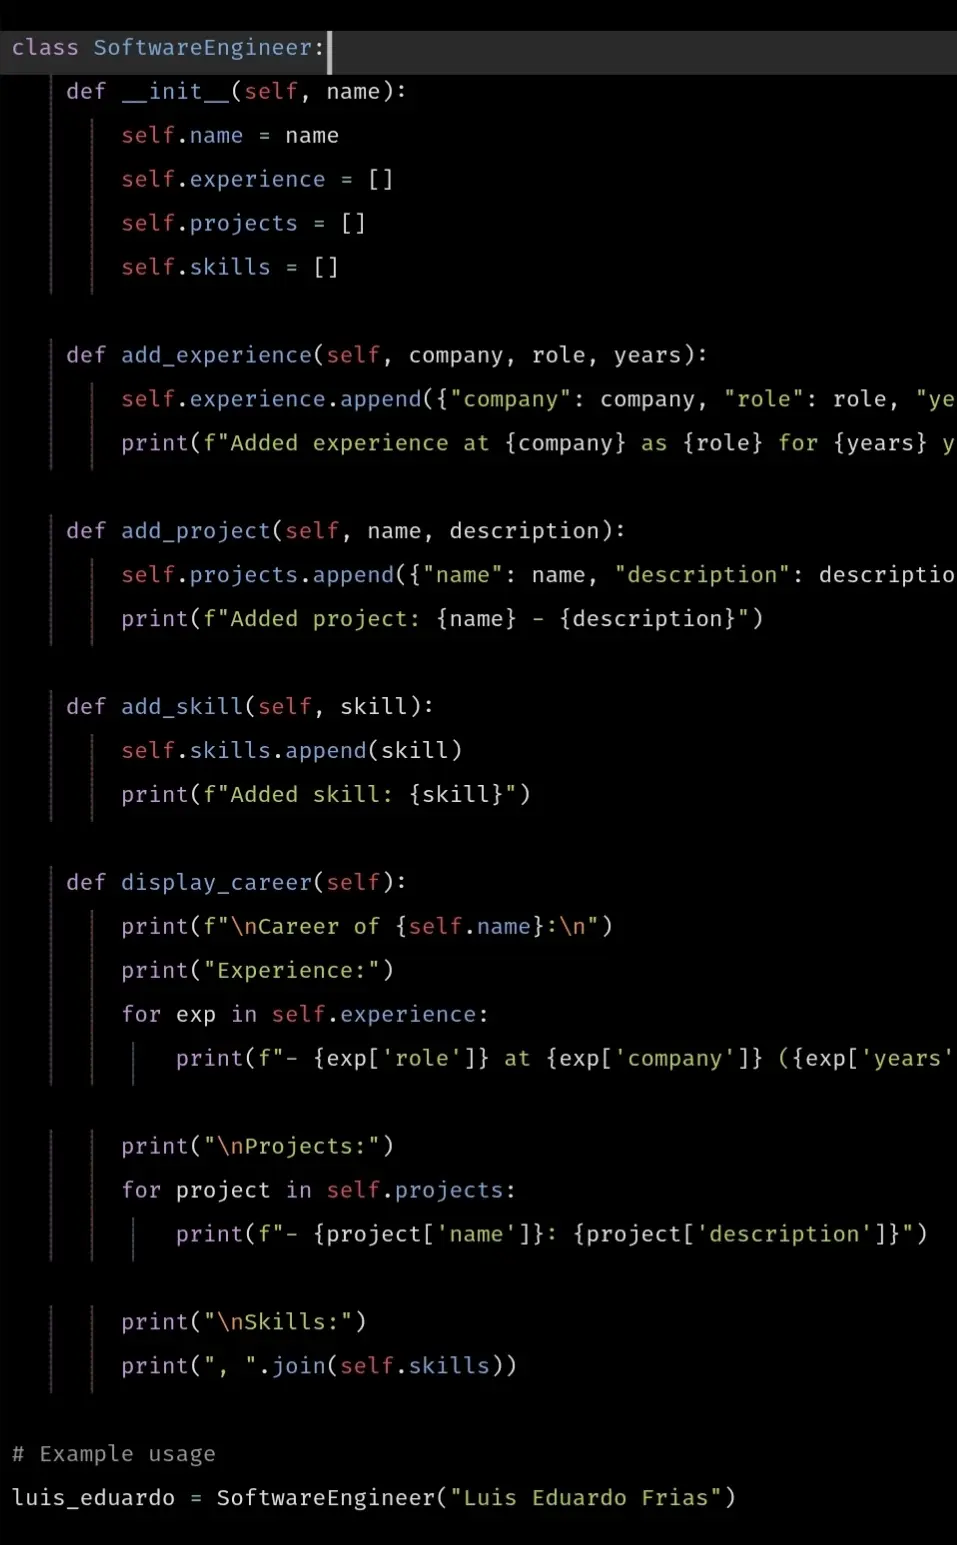 class SoftwareEngineer:
    def __init__(self, name):
        self.name = name
        self.experience = []
        self.projects = []
        self.skills = []

    def add_experience(self, company, role, years):
        self.experience.append({"company": company, "role": role, "ye
        print(f"Added experience at {company} as {role} for {years} y

    def add_project(self, name, description):
        self.projects.append({"name": name, "description": descriptio
        print(f"Added project: {name} - {description}")

    def add_skill(self, skill):
        self.skills.append(skill)
        print(f"Added skill: {skill}")

    def display_career(self):
        print(f"\nCareer of {self.name}:\n")
        print("Experience:")
        for exp in self.experience:
            print(f"- {exp['role']} at {exp['company']} ({exp['years'

        print("\nProjects:")
        for project in self.projects:
            print(f"- {project['name']}: {project['description']}")

        print("\nSkills:")
        print(", ".join(self.skills))

# Example usage
luis_eduardo = SoftwareEngineer("Luis Eduardo Frias")